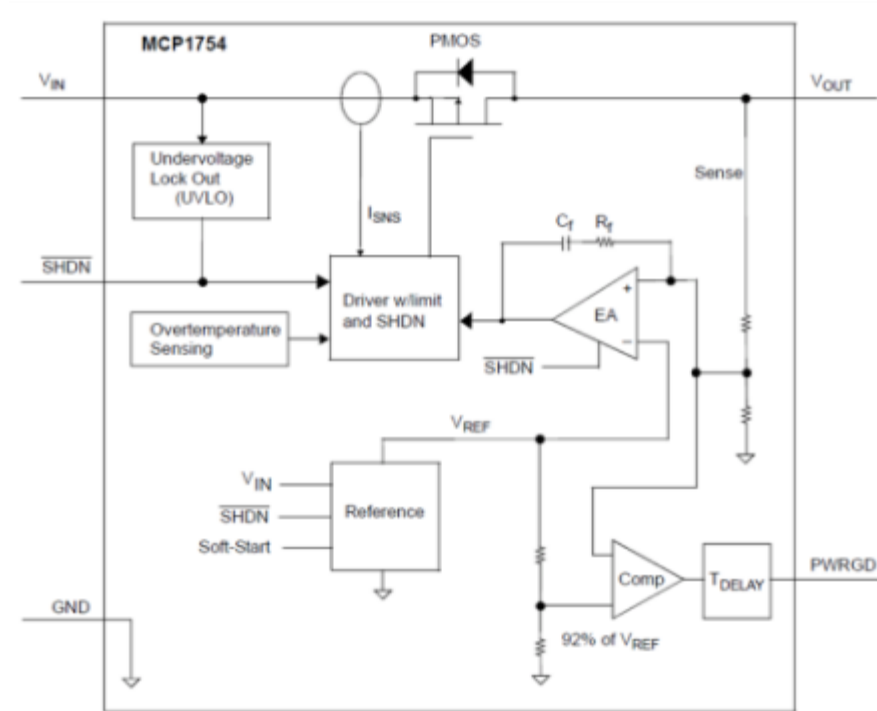 MCP1754
PMOS
VIN
VOUT
Undervoltage
Lock Out
(UVLO)
Sense
ISNS
Cf
Rf
SHDN
Driver w/limit
and SHDN
+
EA
−
Overtemperature
Sensing
SHDN
VREF
VIN
SHDN
Soft-Start
Reference
Comp
TDELAY
PWRGD
GND
92% of VREF